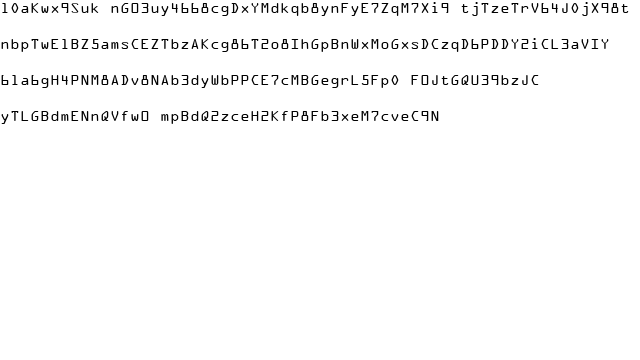 10aKwx9Suk nG03uy4668cgDxYMdkqb8ynFyE7ZqM7Xi9 tjTzeTrV64J0jX98t
nbpTwE1BZ5amsCEZTbzAKcg86T2o8IhGpBnWxMoGxsDCzqD6PDDY2iCL3aVIY
61a6gH4PNM8ADv8NAb3dyWbPPCE7cMBGegrL5Fp0 F0JtGQU39bzJC
yTLGBdmENnQVfw0 mpBdQ2zceH2KfP8Fb3xeM7cveC9N